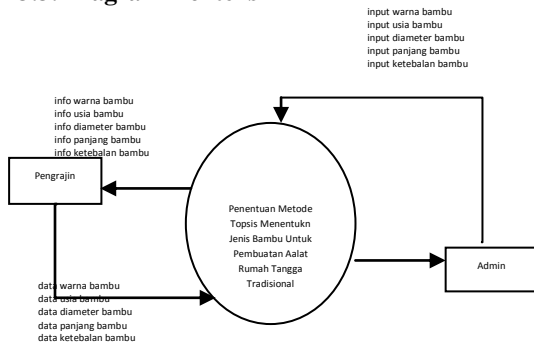 input warna bambu
input usia bambu
input diameter bambu
input panjang bambu
input ketebalan bambu
info warna bambu
info usia bambu
info diameter bambu
info panjang bambu
info ketebalan bambu
Pengrajin
Penentuan Metode
Topsis Menentukn
Jenis Bambu Untuk
Pembuatan Aalat
Rumah Tangga
Tradisional
Admin
data warna bambu
data usia bambu
data diameter bambu
data panjang bambu
data ketebalan bambu